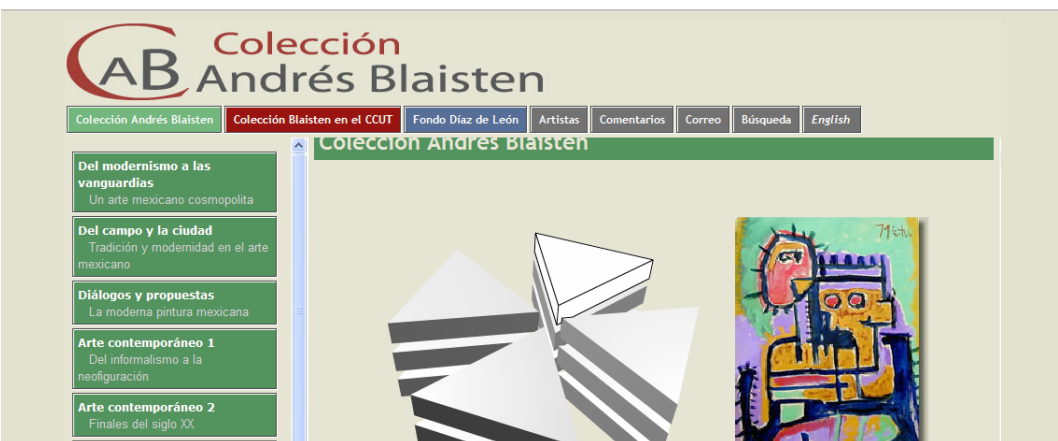 CAB Colección
Andrés Blaisten
Colección Andrés Blaisten Colección Blaisten en el CCUT Fondo Díaz de León Artistas Comentarios Correo Búsqueda English
Colección Andrés Blaisten
Del modernismo a las
vanguardias
Un arte mexicano cosmopolita
Del campo y la ciudad
Tradición y modernidad en el arte
mexicano
Diálogos y propuestas
La moderna pintura mexicana
Arte contemporáneo 1
Del informalismo a la
neofiguración
Arte contemporáneo 2
Finales del siglo XX